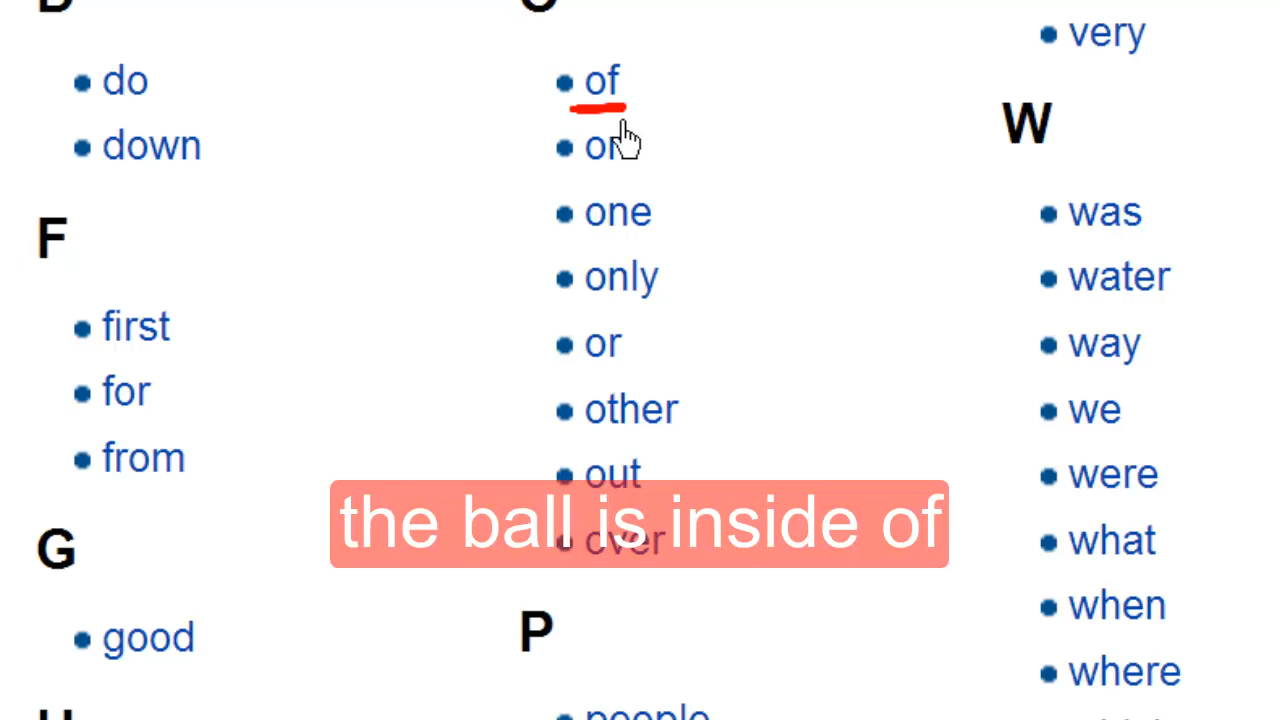 D
do
down
F
first
for
from
G
good
H
of
on
one
only
or
other
out
over
the ball is inside of
P
people
very
W
was
water
way
we
were
what
when
where